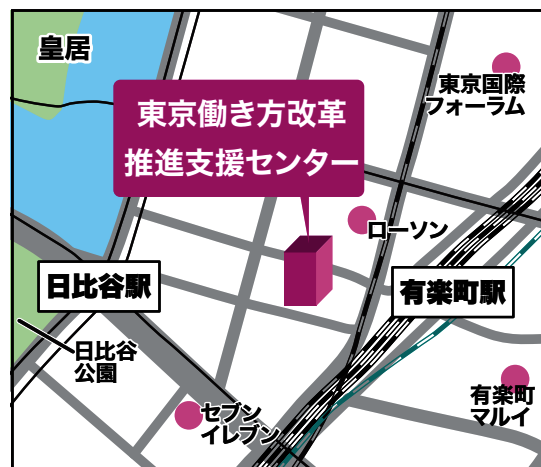 皇居
東京国際
フォーラム
東京働き方改革
推進支援センター
ローソン
日比谷駅
有楽町駅
日比谷
公園
有楽町
マルイ
セブン
イレブン